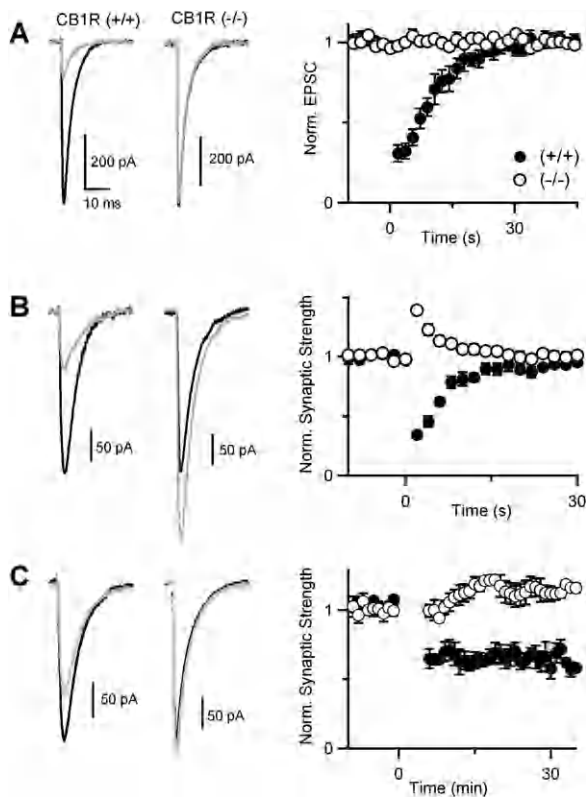 A
CB1R (+/+)
CB1R (-/-)
200 pA
10 ms
200 pA
Norm. EPSC
1
0
0
30
Time (s)
(+/+)
(-/-)
B
50 pA
50 pA
Norm. Synaptic Strength
1
0
0
30
Time (s)
C
50 pA
50 pA
Norm. Synaptic Strength
1
0
0
30
Time (min)